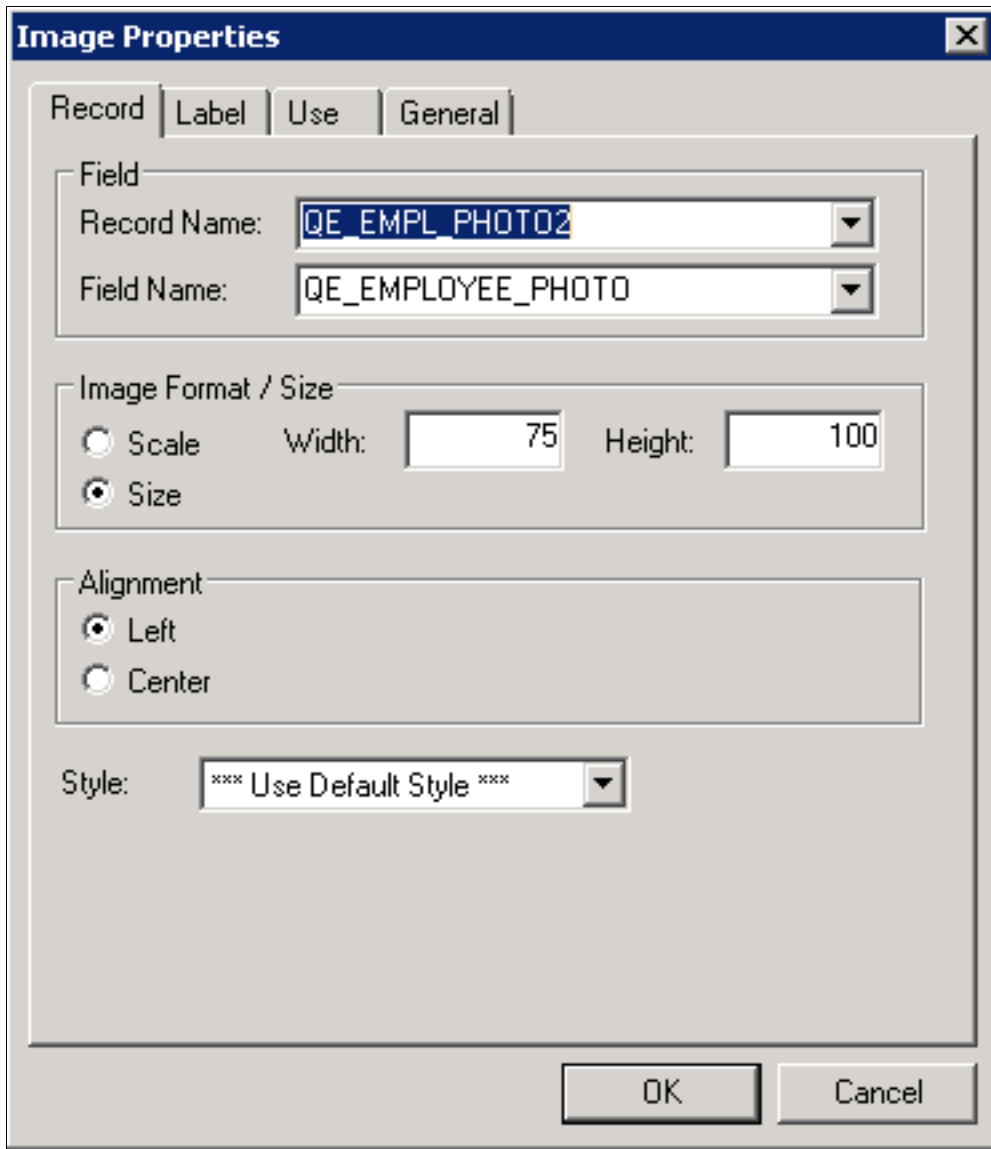 Image Properties
Record Label Use General
Field
Record Name: QE_EMPL_PHOTO2
Field Name: QE_EMPLOYEE_PHOTO
Image Format / Size
Scale Width: 75 Height: 100
Size
Alignment
Left
Center
Style: *** Use Default Style ***
OK Cancel